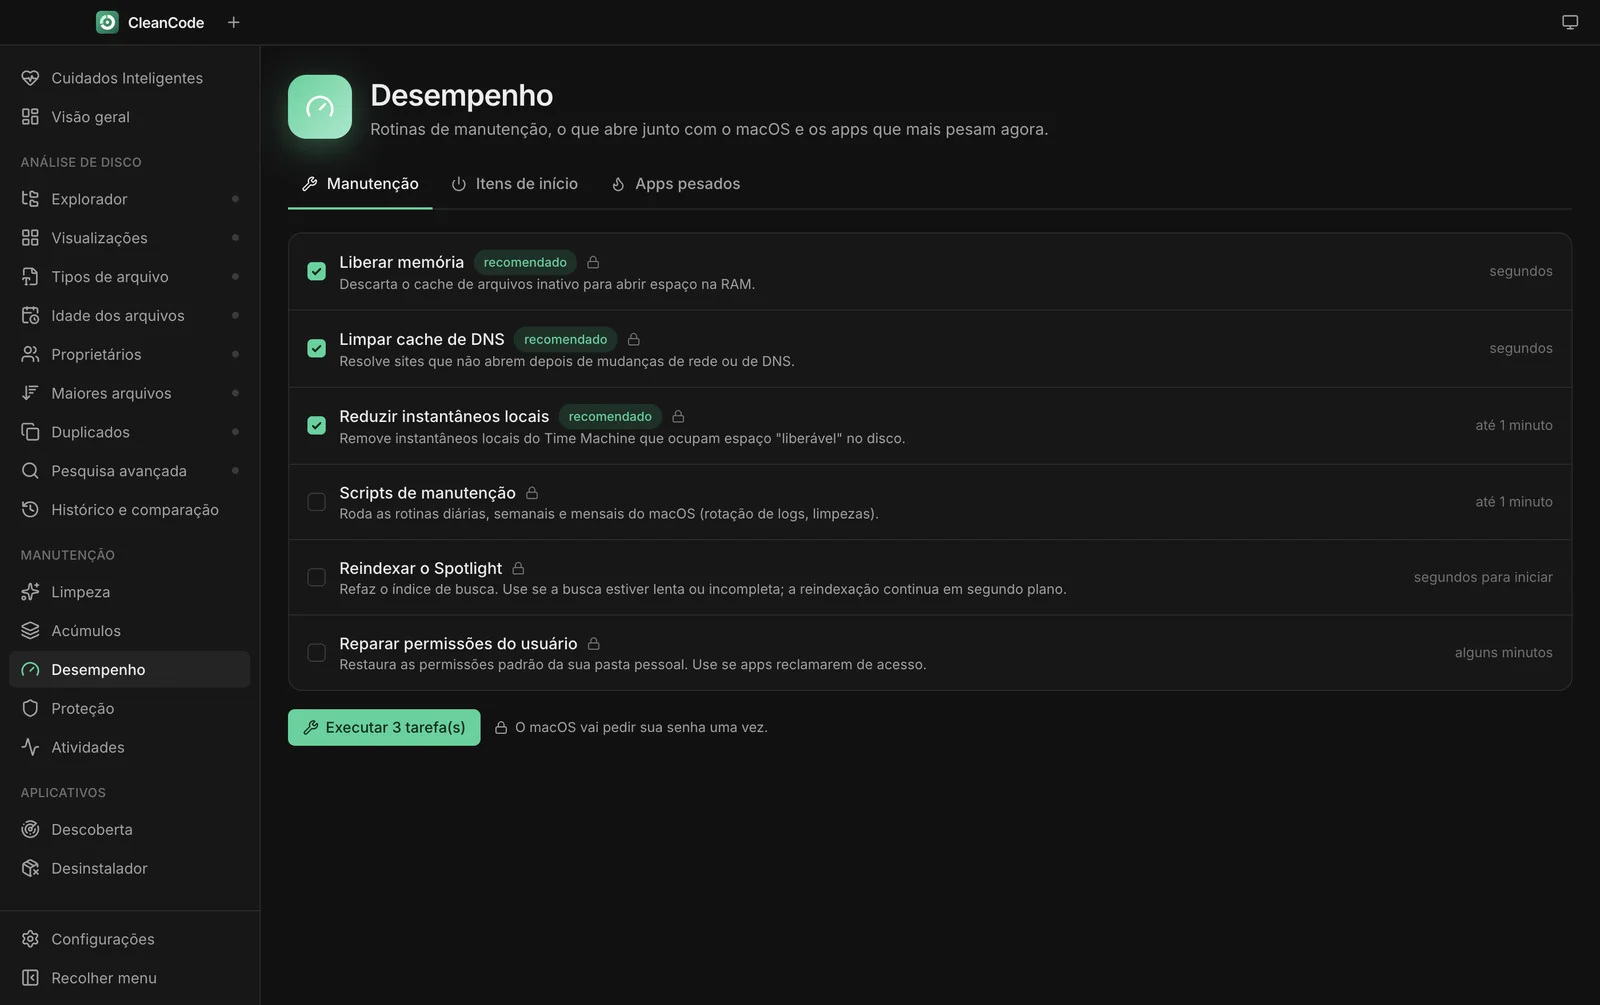 CleanCode
Cuidados Inteligentes
Visão geral
ANÁLISE DE DISCO
Explorador
Visualizações
Tipos de arquivo
Idade dos arquivos
Proprietários
Maiores arquivos
Duplicados
Pesquisa avançada
Histórico e comparação
MANUTENÇÃO
Limpeza
Acúmulos
Desempenho
Proteção
Atividades
APLICATIVOS
Descoberta
Desinstalador
Configurações
Recolher menu
Desempenho
Rotinas de manutenção, o que abre junto com o macOS e os apps que mais pesam agora.
Manutenção Itens de início Apps pesados
Liberar memória recomendado
Descarta o cache de arquivos inativo para abrir espaço na RAM.
segundos
Limpar cache de DNS recomendado
Resolve sites que não abrem depois de mudanças de rede ou de DNS.
segundos
Reduzir instantâneos locais recomendado
Remove instantâneos locais do Time Machine que ocupam espaço "liberável" no disco.
até 1 minuto
Scripts de manutenção
Roda as rotinas diárias, semanais e mensais do macOS (rotação de logs, limpezas).
até 1 minuto
Reindexar o Spotlight
Refaz o índice de busca. Use se a busca estiver lenta ou incompleta; a reindexação continua em segundo plano.
segundos para iniciar
Reparar permissões do usuário
Restaura as permissões padrão da sua pasta pessoal. Use se apps reclamarem de acesso.
alguns minutos
Executar 3 tarefa(s) O macOS vai pedir sua senha uma vez.